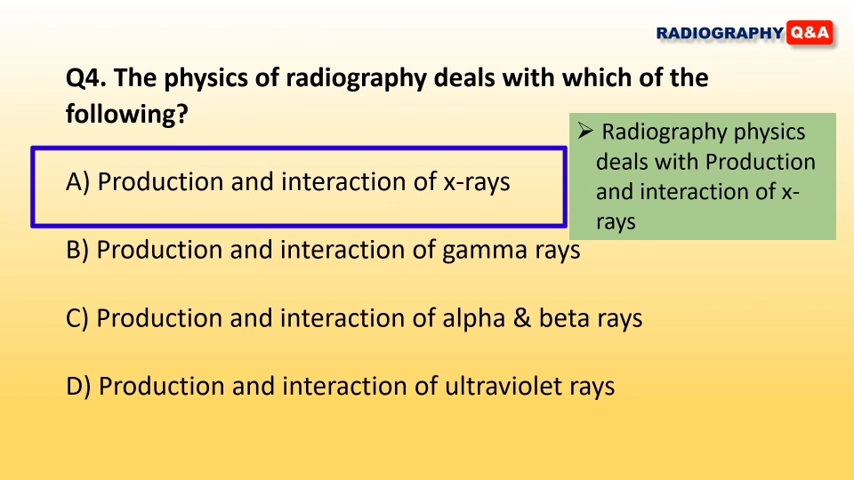 RADIOGRAPHY Q&A
Q4. The physics of radiography deals with which of the
following?
➢ Radiography physics
deals with Production
and interaction of x-
rays
A) Production and interaction of x-rays
B) Production and interaction of gamma rays
C) Production and interaction of alpha & beta rays
D) Production and interaction of ultraviolet rays